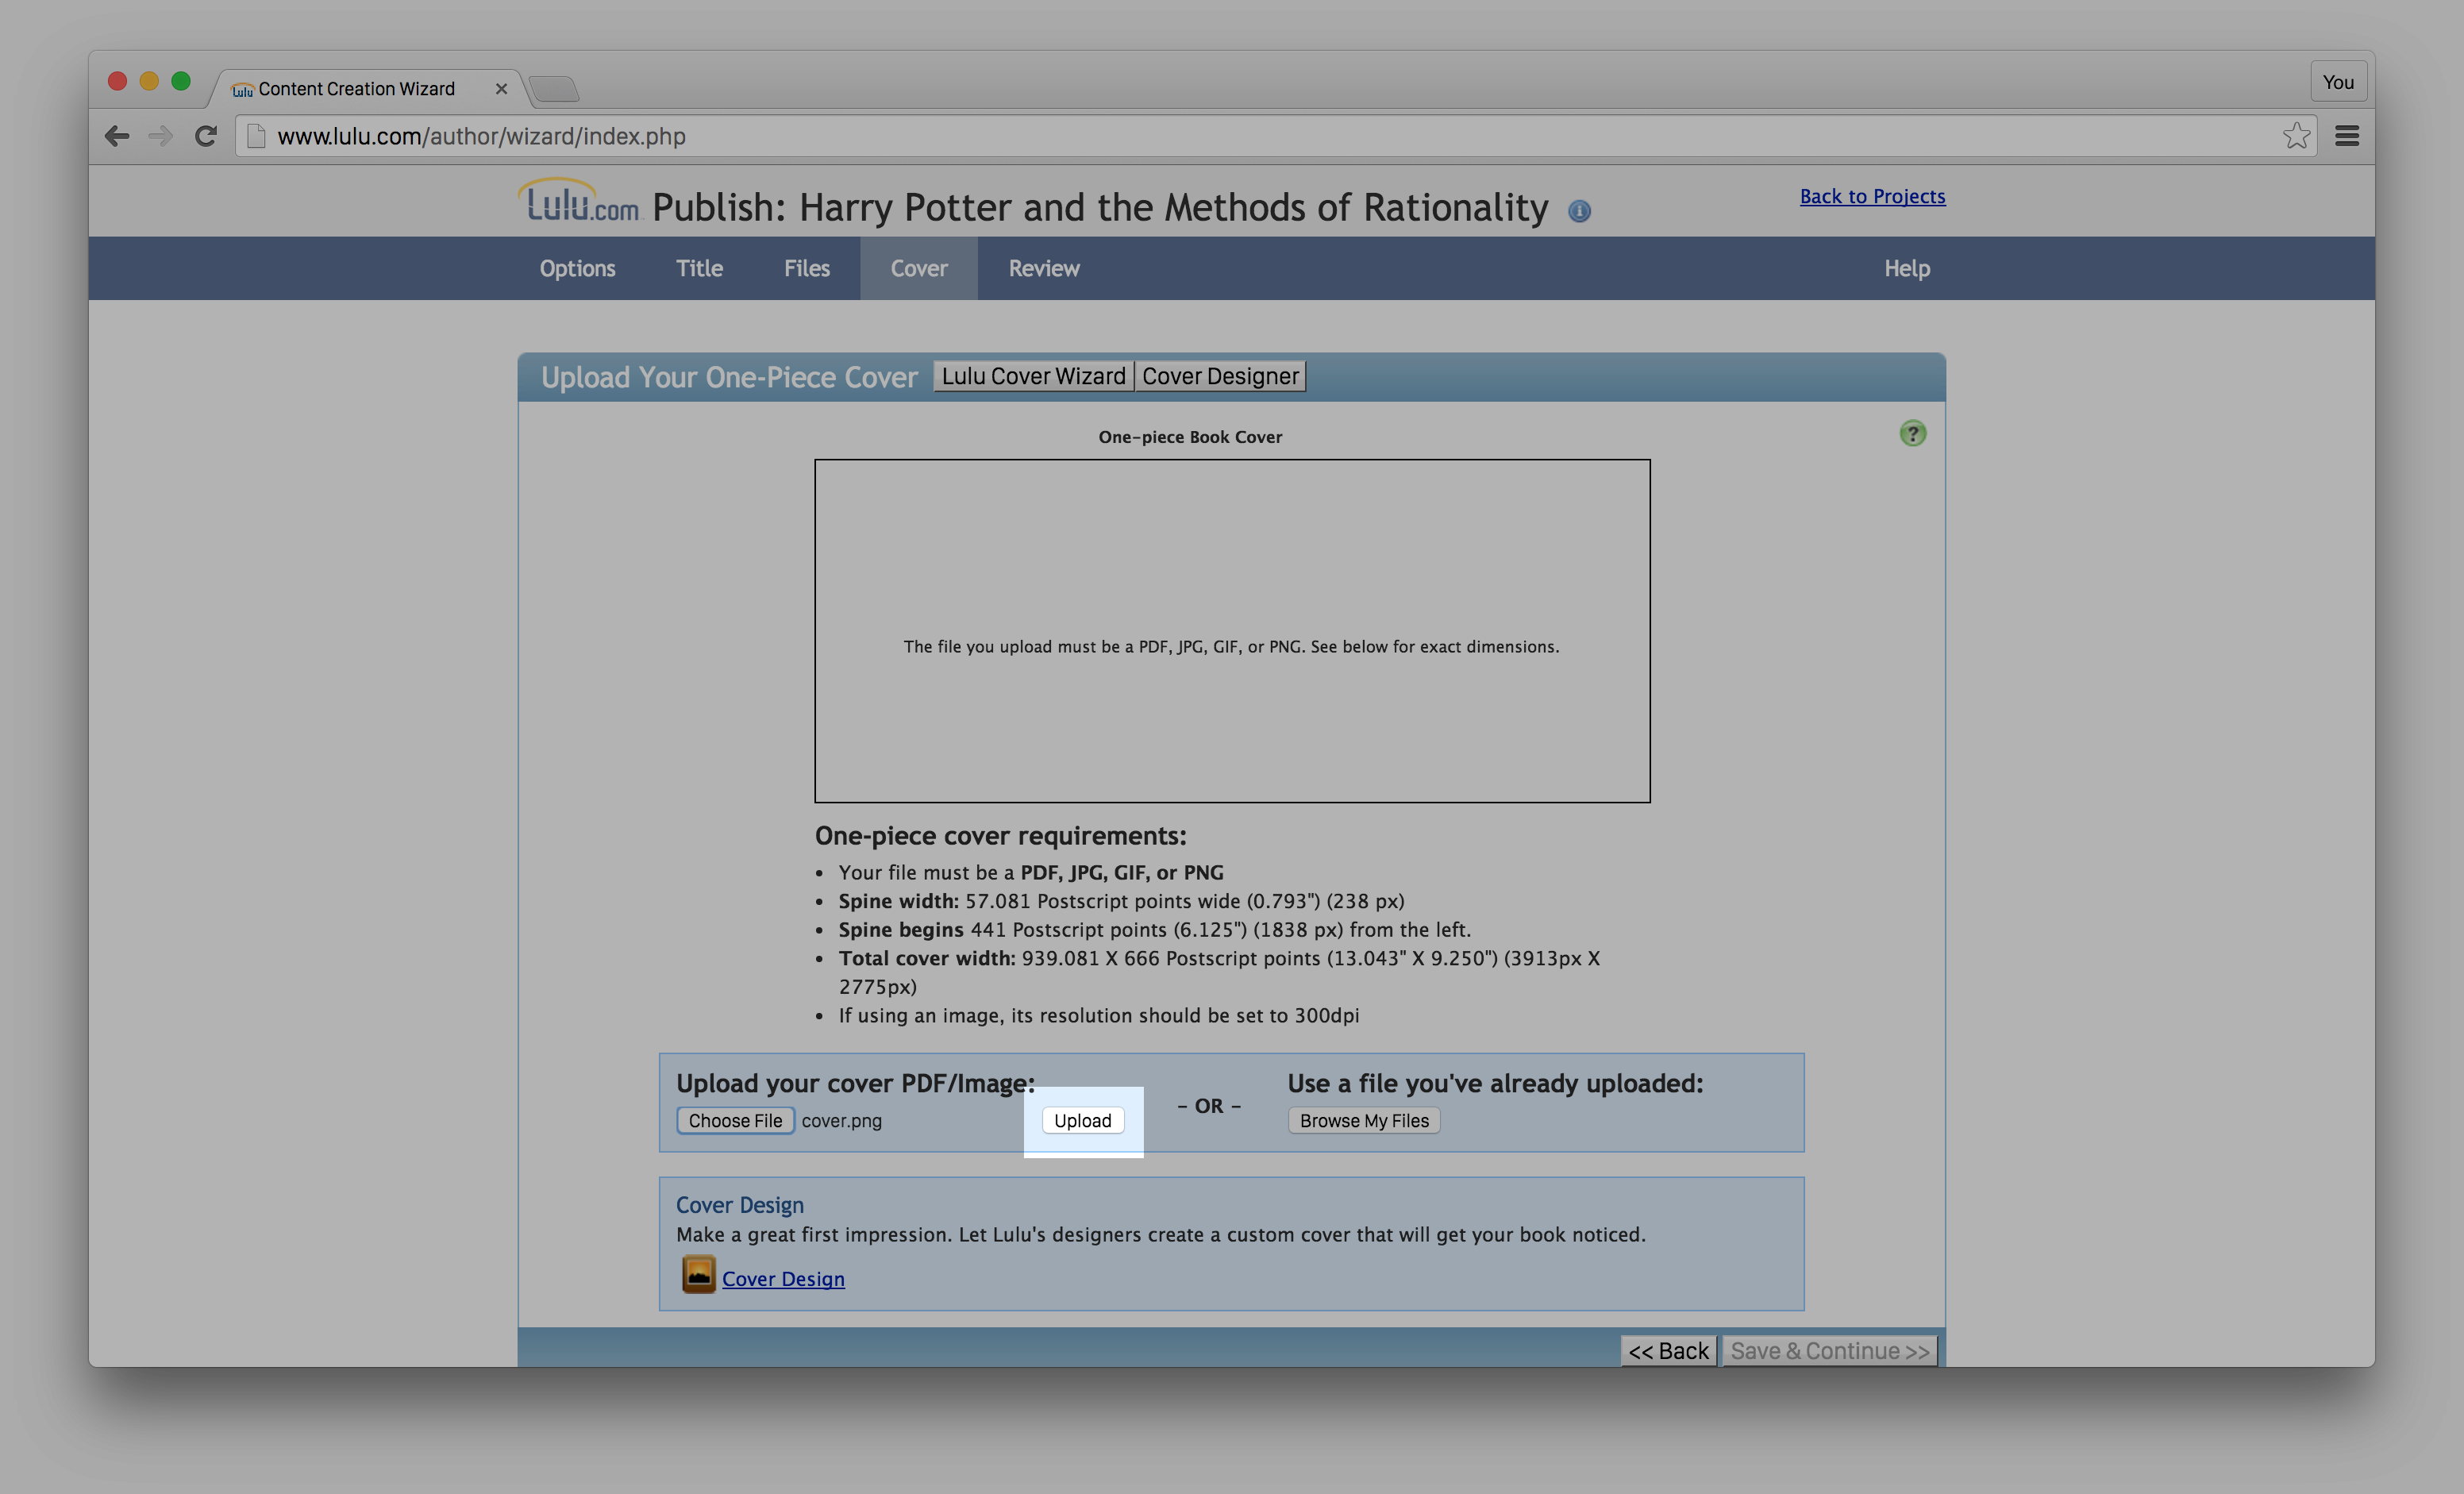 Lulu Content Creation Wizard
You
www.lulu.com/author/wizard/index.php
Lulu.com Publish: Harry Potter and the Methods of Rationality
Back to Projects
Options Title Files Cover Review Help
Upload Your One-Piece Cover Lulu Cover Wizard Cover Designer
One-piece Book Cover
?
The file you upload must be a PDF, JPG, GIF, or PNG. See below for exact dimensions.
One-piece cover requirements:
• Your file must be a PDF, JPG, GIF, or PNG
• Spine width: 57.081 Postscript points wide (0.793") (238 px)
• Spine begins 441 Postscript points (6.125") (1838 px) from the left.
• Total cover width: 939.081 X 666 Postscript points (13.043" X 9.250") (3913px X
2775px)
• If using an image, its resolution should be set to 300dpi
Upload your cover PDF/Image:
Choose File cover.png Upload
- OR -
Use a file you've already uploaded:
Browse My Files
Cover Design
Make a great first impression. Let Lulu's designers create a custom cover that will get your book noticed.
Cover Design
<< Back Save & Continue >>